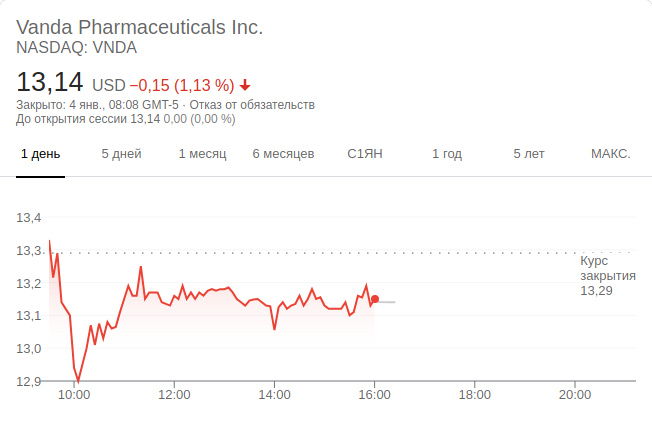 Vanda Pharmaceuticals Inc.
NASDAQ: VNDA
13,14 USD −0,15 (1,13 %)
Закрыто: 4 янв., 08:08 GMT-5 · Отказ от обязательств
До открытия сессии 13,14 0,00 (0,00 %)
1 день 5 дней 1 месяц 6 месяцев С1ЯН 1 год 5 лет МАКС.
13,4
13,3
Курс
закрытия
13,29
13,2
13,1
13,0
12,9
10:00 12:00 14:00 16:00 18:00 20:00